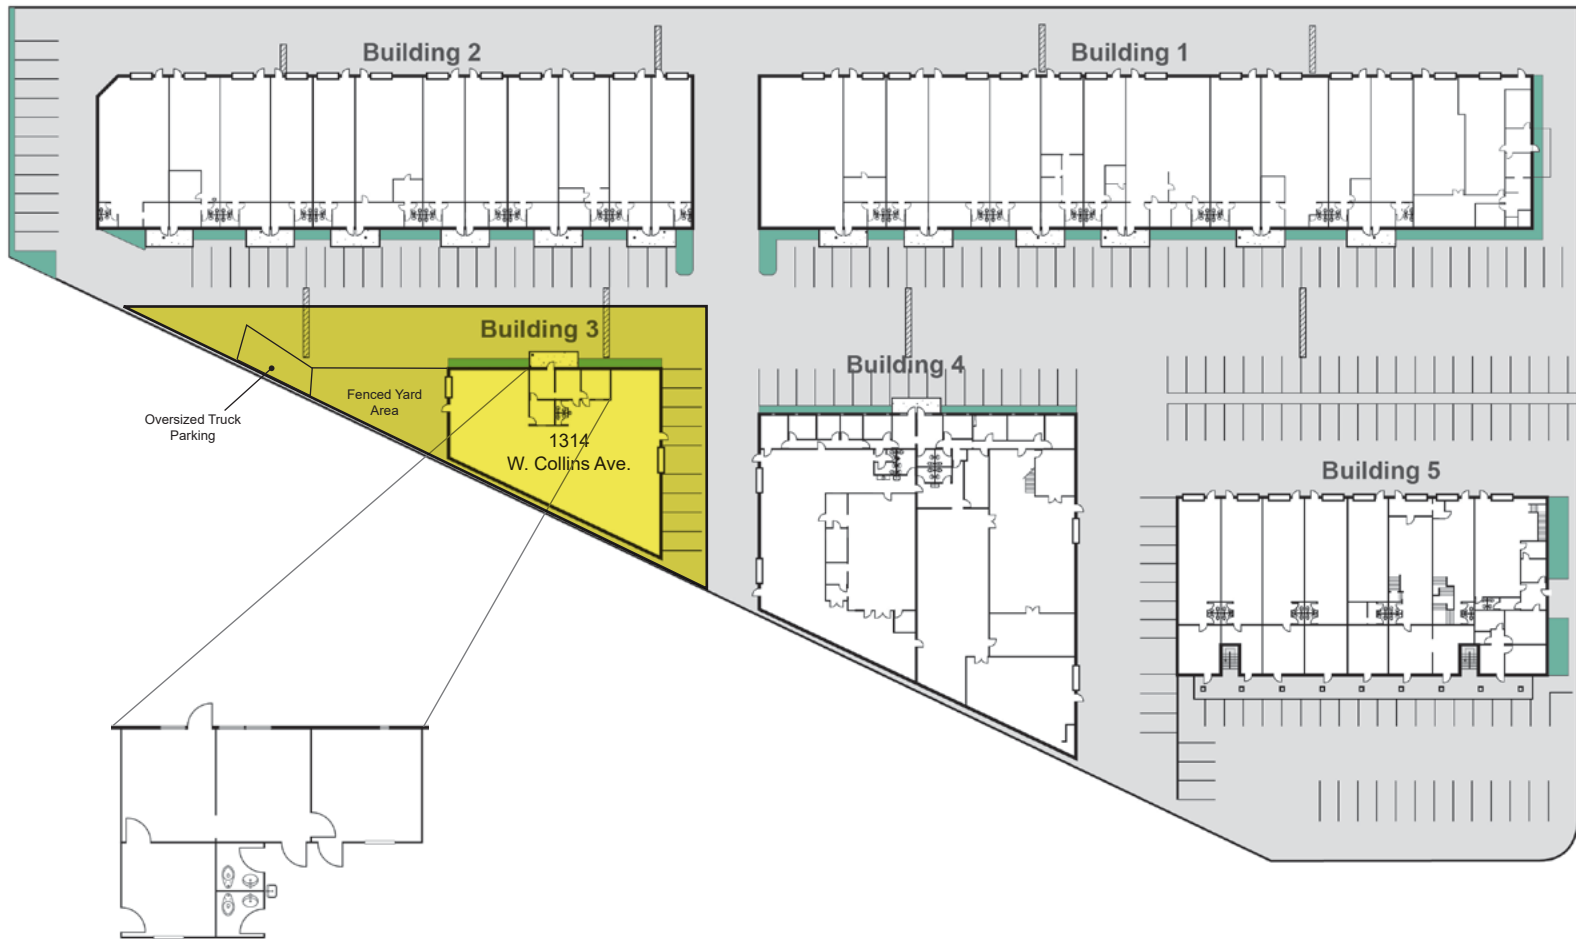 Building 2
Building 1
Building 3
Building 4
Fenced Yard
Area
Oversized Truck
Parking
1314
W. Collins Ave.
Building 5